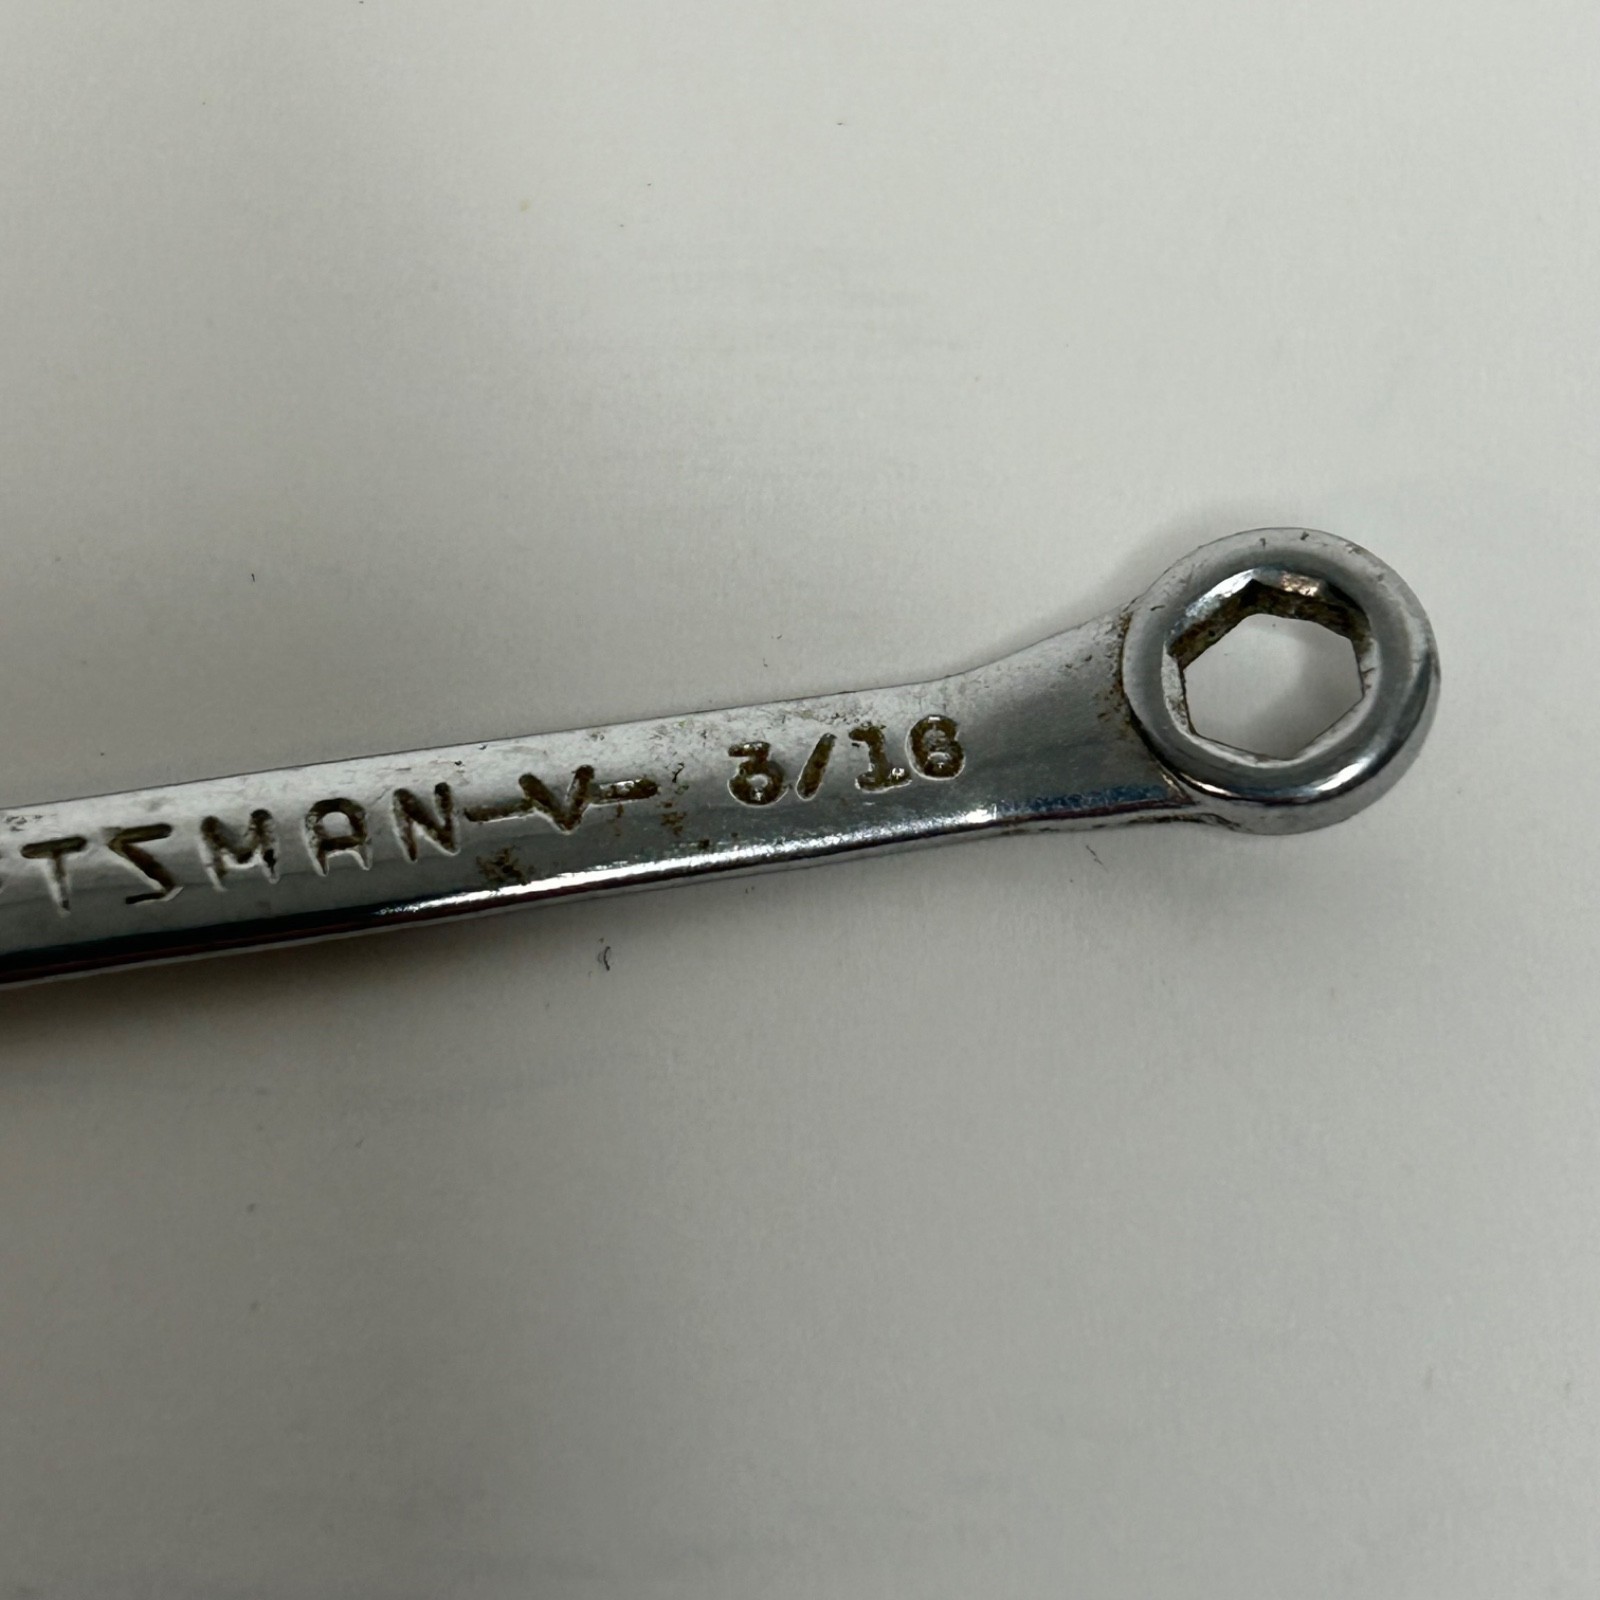 TSMAN -V- 3/16